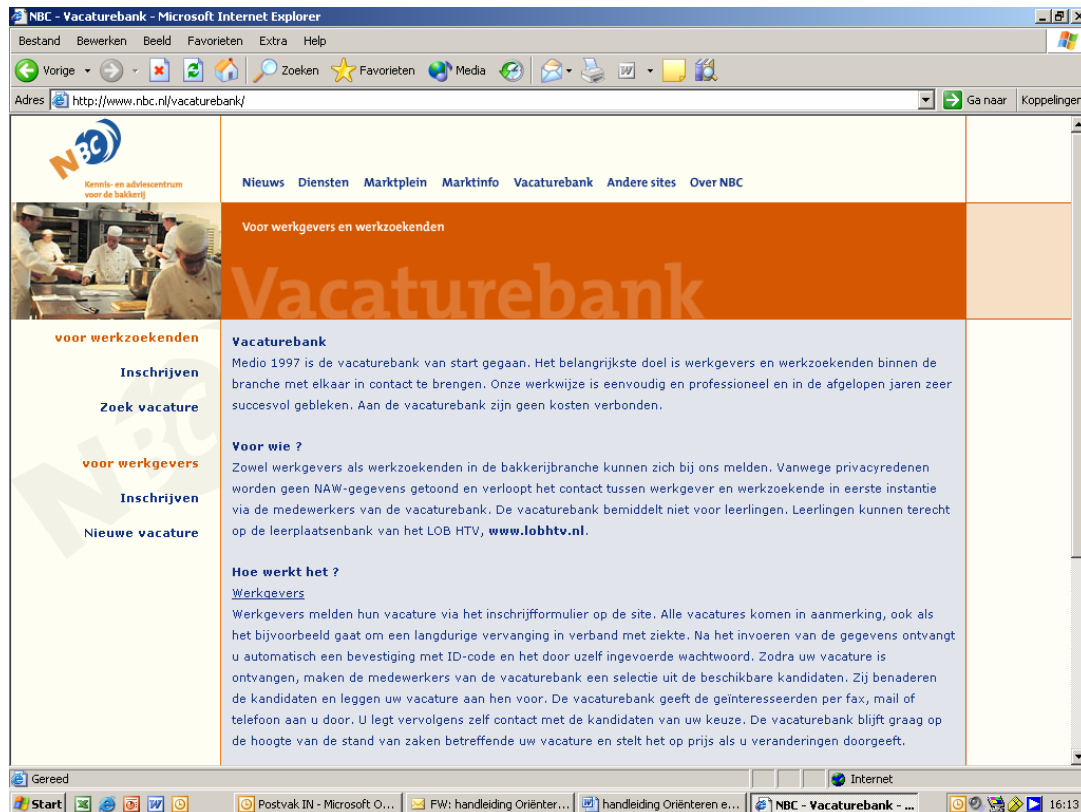 NBC - Vacaturebank - Microsoft Internet Explorer
Bestand Bewerken Beeld Favorieten Extra Help
Vorige Zoeken Favorieten Media
Adres http://www.nbc.nl/vacaturebank/ Ga naar Koppelingen
NBC
Kennis- en adviescentrum
voor de bakkerij
Nieuws Diensten Marktplein Marktinfo Vacaturebank Andere sites Over NBC
Voor werkgevers en werkzoekenden
Vacaturebank
voor werkzoekenden
Inschrijven
Zoek vacature
voor werkgevers
Inschrijven
Nieuwe vacature
NBC
Vacaturebank
Medio 1997 is de vacaturebank van start gegaan. Het belangrijkste doel is werkgevers en werkzoekenden binnen de
branche met elkaar in contact te brengen. Onze werkwijze is eenvoudig en professioneel en in de afgelopen jaren zeer
succesvol gebleken. Aan de vacaturebank zijn geen kosten verbonden.
Voor wie ?
Zowel werkgevers als werkzoekenden in de bakkerijbranche kunnen zich bij ons melden. Vanwege privacyredenen
worden geen NAW-gegevens getoond en verloopt het contact tussen werkgever en werkzoekende in eerste instantie
via de medewerkers van de vacaturebank. De vacaturebank bemiddelt niet voor leerlingen. Leerlingen kunnen terecht
op de leerplaatsenbank van het LOB HTV, www.lobhtv.nl.
Hoe werkt het ?
Werkgevers
Werkgevers melden hun vacature via het inschrijfformulier op de site. Alle vacatures komen in aanmerking, ook als
het bijvoorbeeld gaat om een langdurige vervanging in verband met ziekte. Na het invoeren van de gegevens ontvangt
u automatisch een bevestiging met ID-code en het door uzelf ingevoerde wachtwoord. Zodra uw vacature is
ontvangen, maken de medewerkers van de vacaturebank een selectie uit de beschikbare kandidaten. Zij benaderen
de kandidaten en leggen uw vacature aan hen voor. De vacaturebank geeft de geïnteresseerden per fax, mail of
telefoon aan u door. U legt vervolgens zelf contact met de kandidaten van uw keuze. De vacaturebank blijft graag op
de hoogte van de stand van zaken betreffende uw vacature en stelt het op prijs als u veranderingen doorgeeft.
Gereed Internet
Start Postvak IN - Microsoft O... FW: handleiding Oriënter... handleiding Oriënteren e... NBC - Vacaturebank - ... 16:13